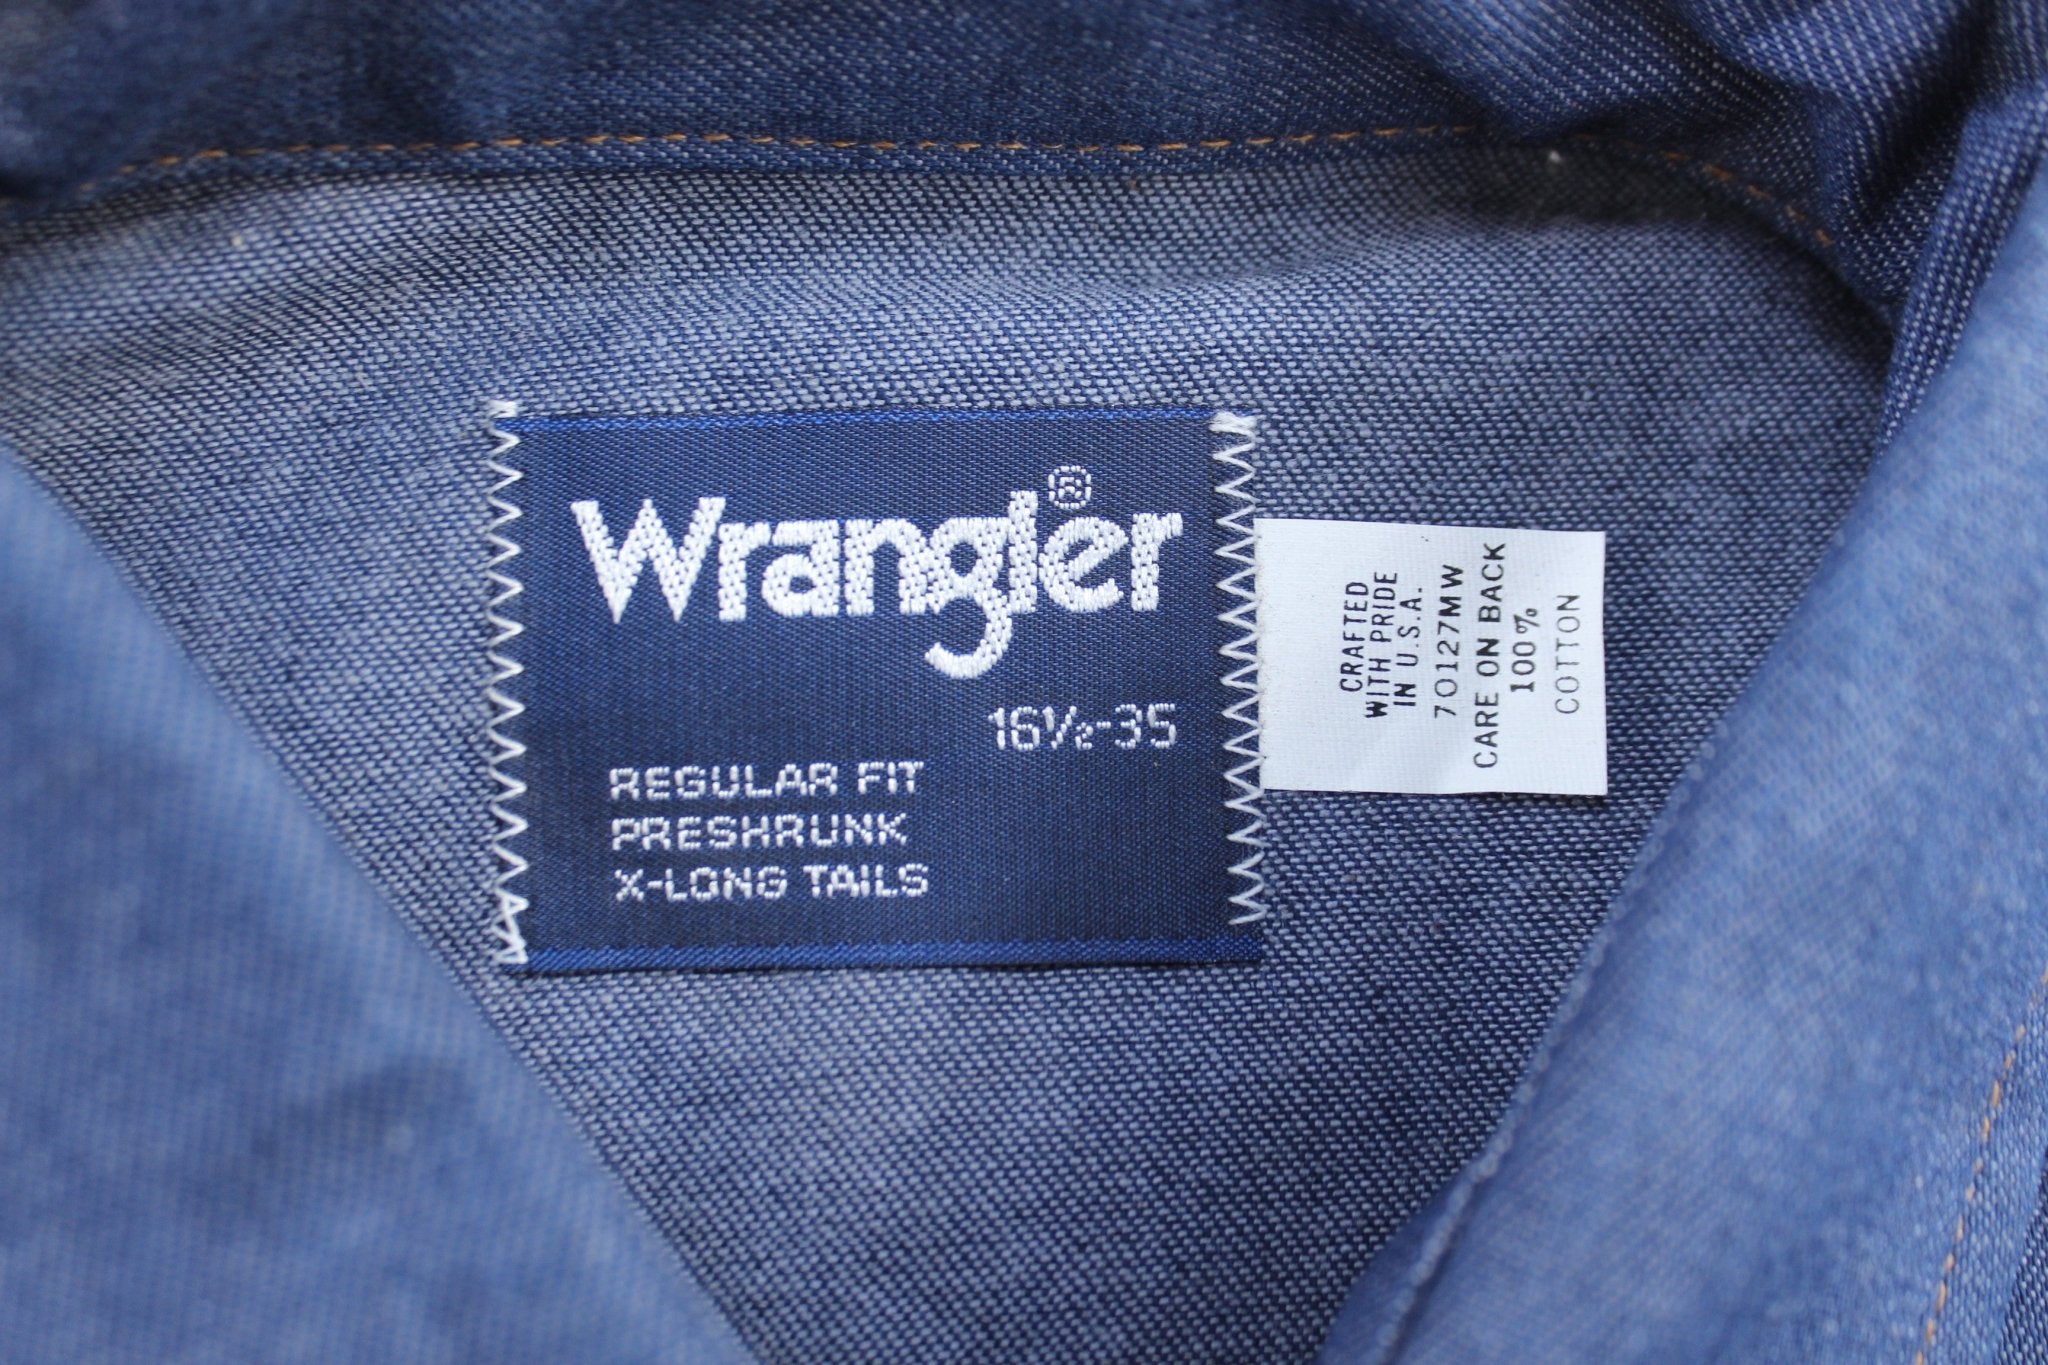 Wrangler®
16½-35
REGULAR FIT
PRESHRUNK
X-LONG TAILS
CRAFTED
WITH PRIDE
IN U.S.A.
70127MW
CARE ON BACK
100%
COTTON